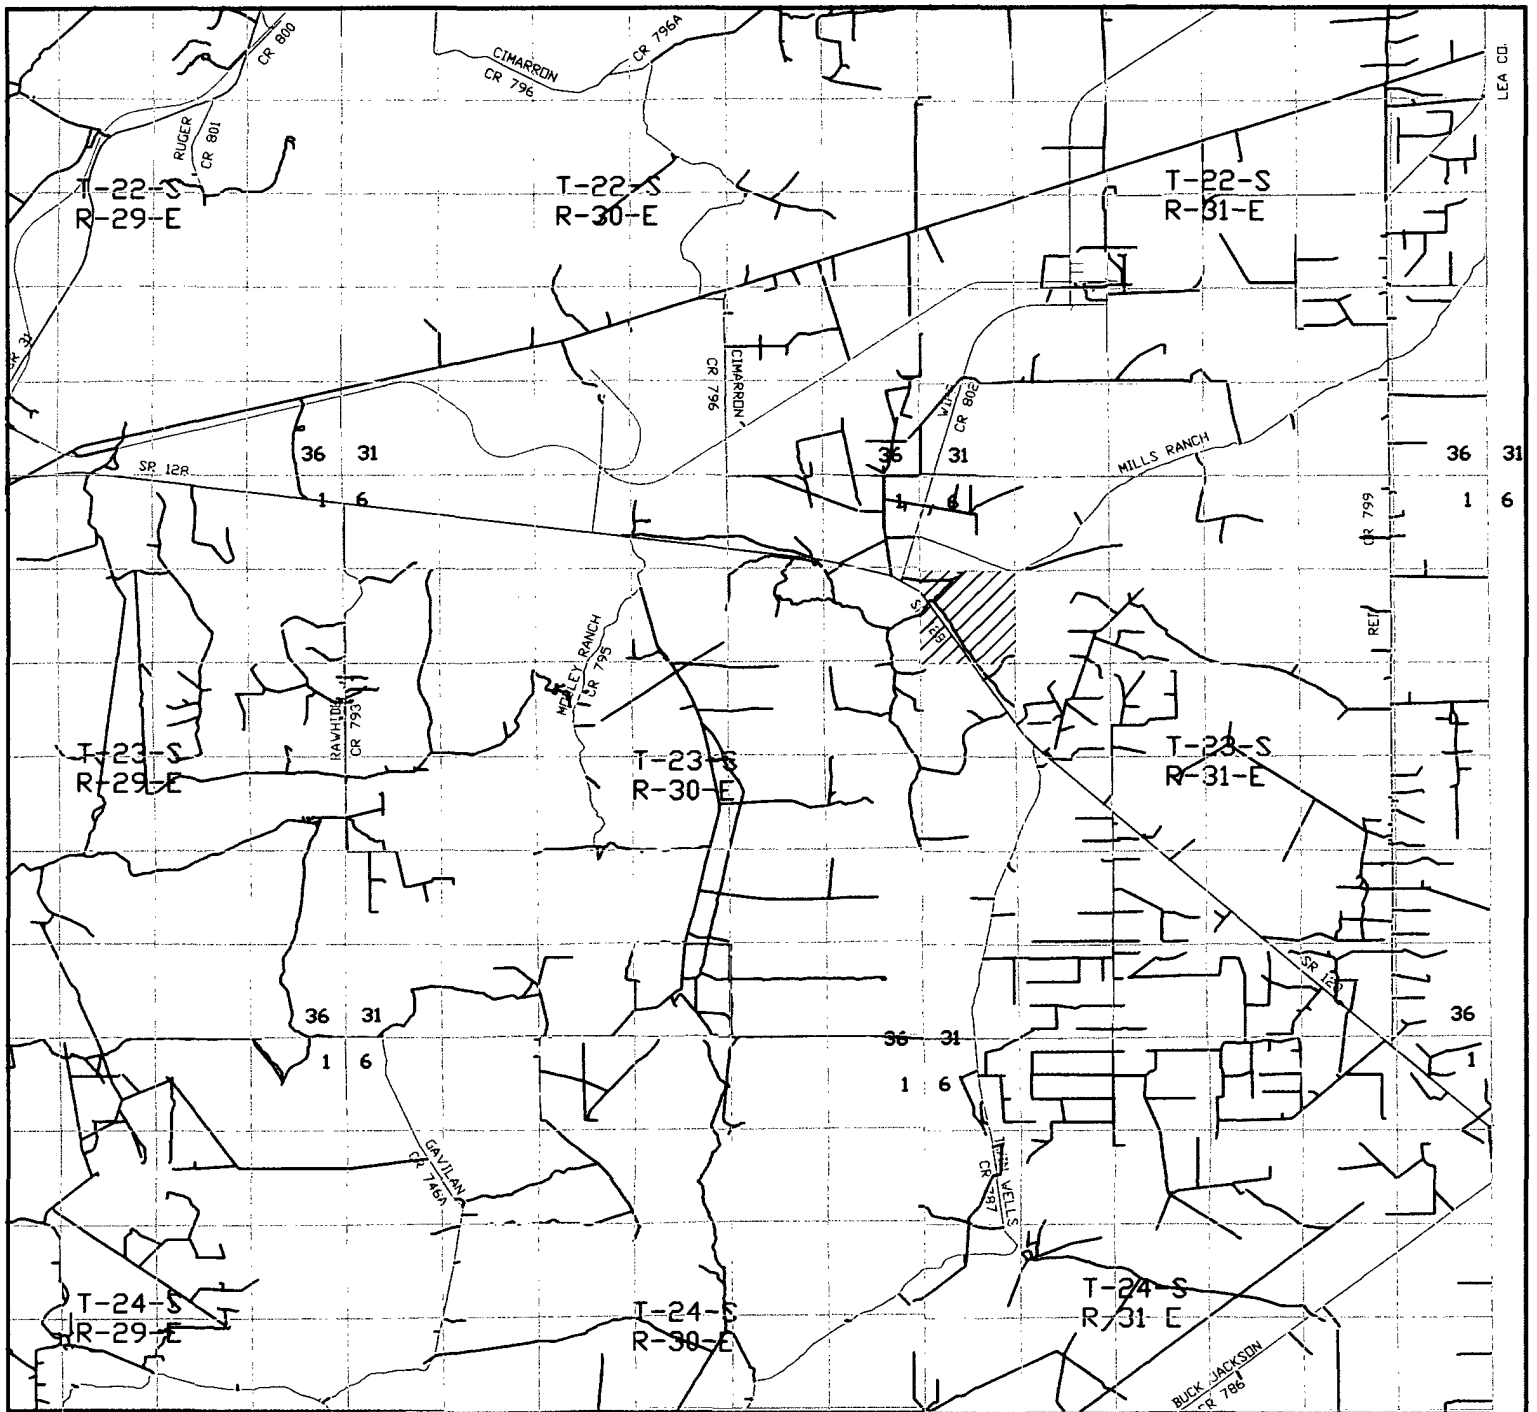 CR 800
CIMARRON
CR 796
CR 796A
LEA CO.
RUGER
CR 801
T-22-S
R-29-E
T-22-S
R-30-E
T-22-S
R-31-E
CIMARRON
CR 796
CR 802
MILLS RANCH
36 31
36 31
36 31
SR 128
1 6
1 6
1 6
CR 799
MOBLEY RANCH
CR 795
RAWHIDE
CR 793
T-23-S
R-29-E
T-23-S
R-30-E
T-23-S
R-31-E
SR 128
36 31
36 31
36
1 6
1 6
1
GAVILAN
CR 746A
TWIN WELLS
CR 787
T-24-S
R-29-E
T-24-S
R-30-E
T-24-S
R-31 E
BUCK JACKSON
CR 786